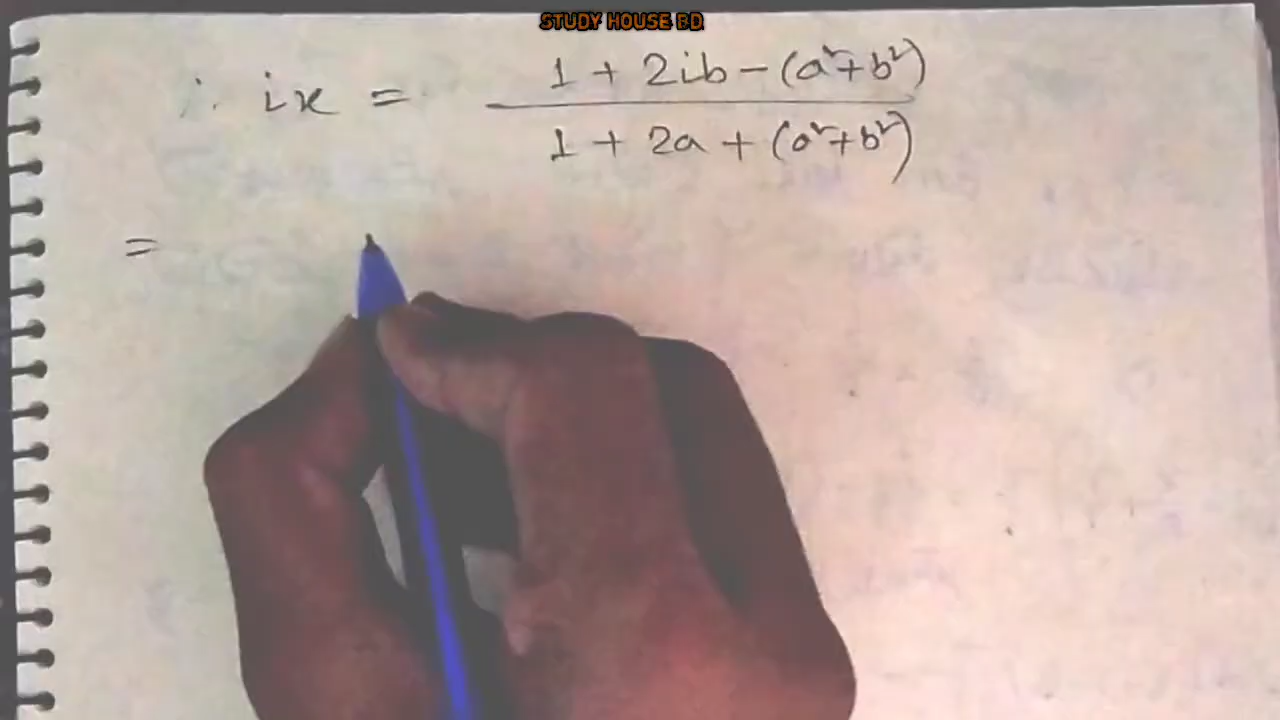 STUDY HOUSE BD
∴ ix = 1 + 2ib - (a²+b²) / 1 + 2a + (a²+b²)
=